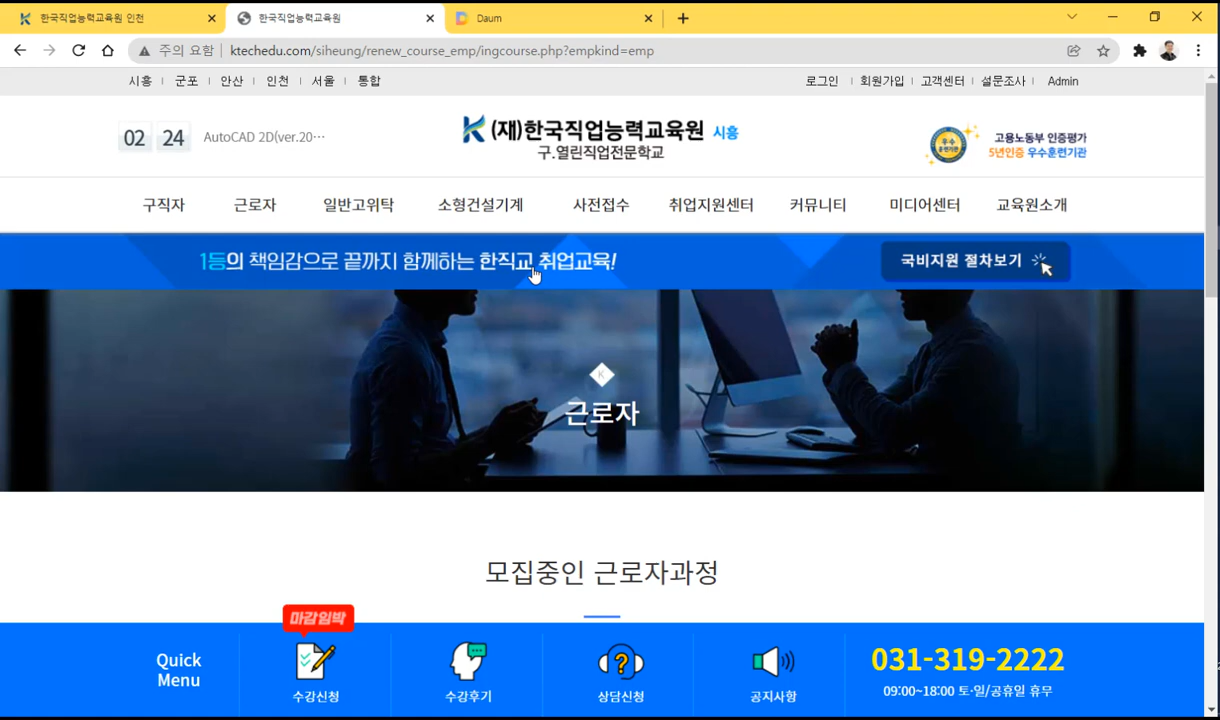 한국직업능력교육원 인천
한국직업능력교육원
Daum
주의 요함
ktechedu.com/siheung/renew_course_emp/ingcourse.php?empkind=emp
시흥 군포 안산 인천 서울 통합
로그인 회원가입 고객센터 설문조사 Admin
02 24 AutoCAD 2D(ver.20…
(재)한국직업능력교육원 시흥
구.열린직업전문학교
우수
훈련기관
고용노동부 인증평가
5년인증 우수훈련기관
구직자 근로자 일반고위탁 소형건설기계 사전접수 취업지원센터 커뮤니티 미디어센터 교육원소개
1등의 책임감으로 끝까지 함께하는 한직교 취업교육!
국비지원 절차보기
K
근로자
모집중인 근로자과정
마감임박
Quick
Menu
수강신청
수강후기
상담신청
공지사항
031-319-2222
09:00~18:00 토·일/공휴일 휴무